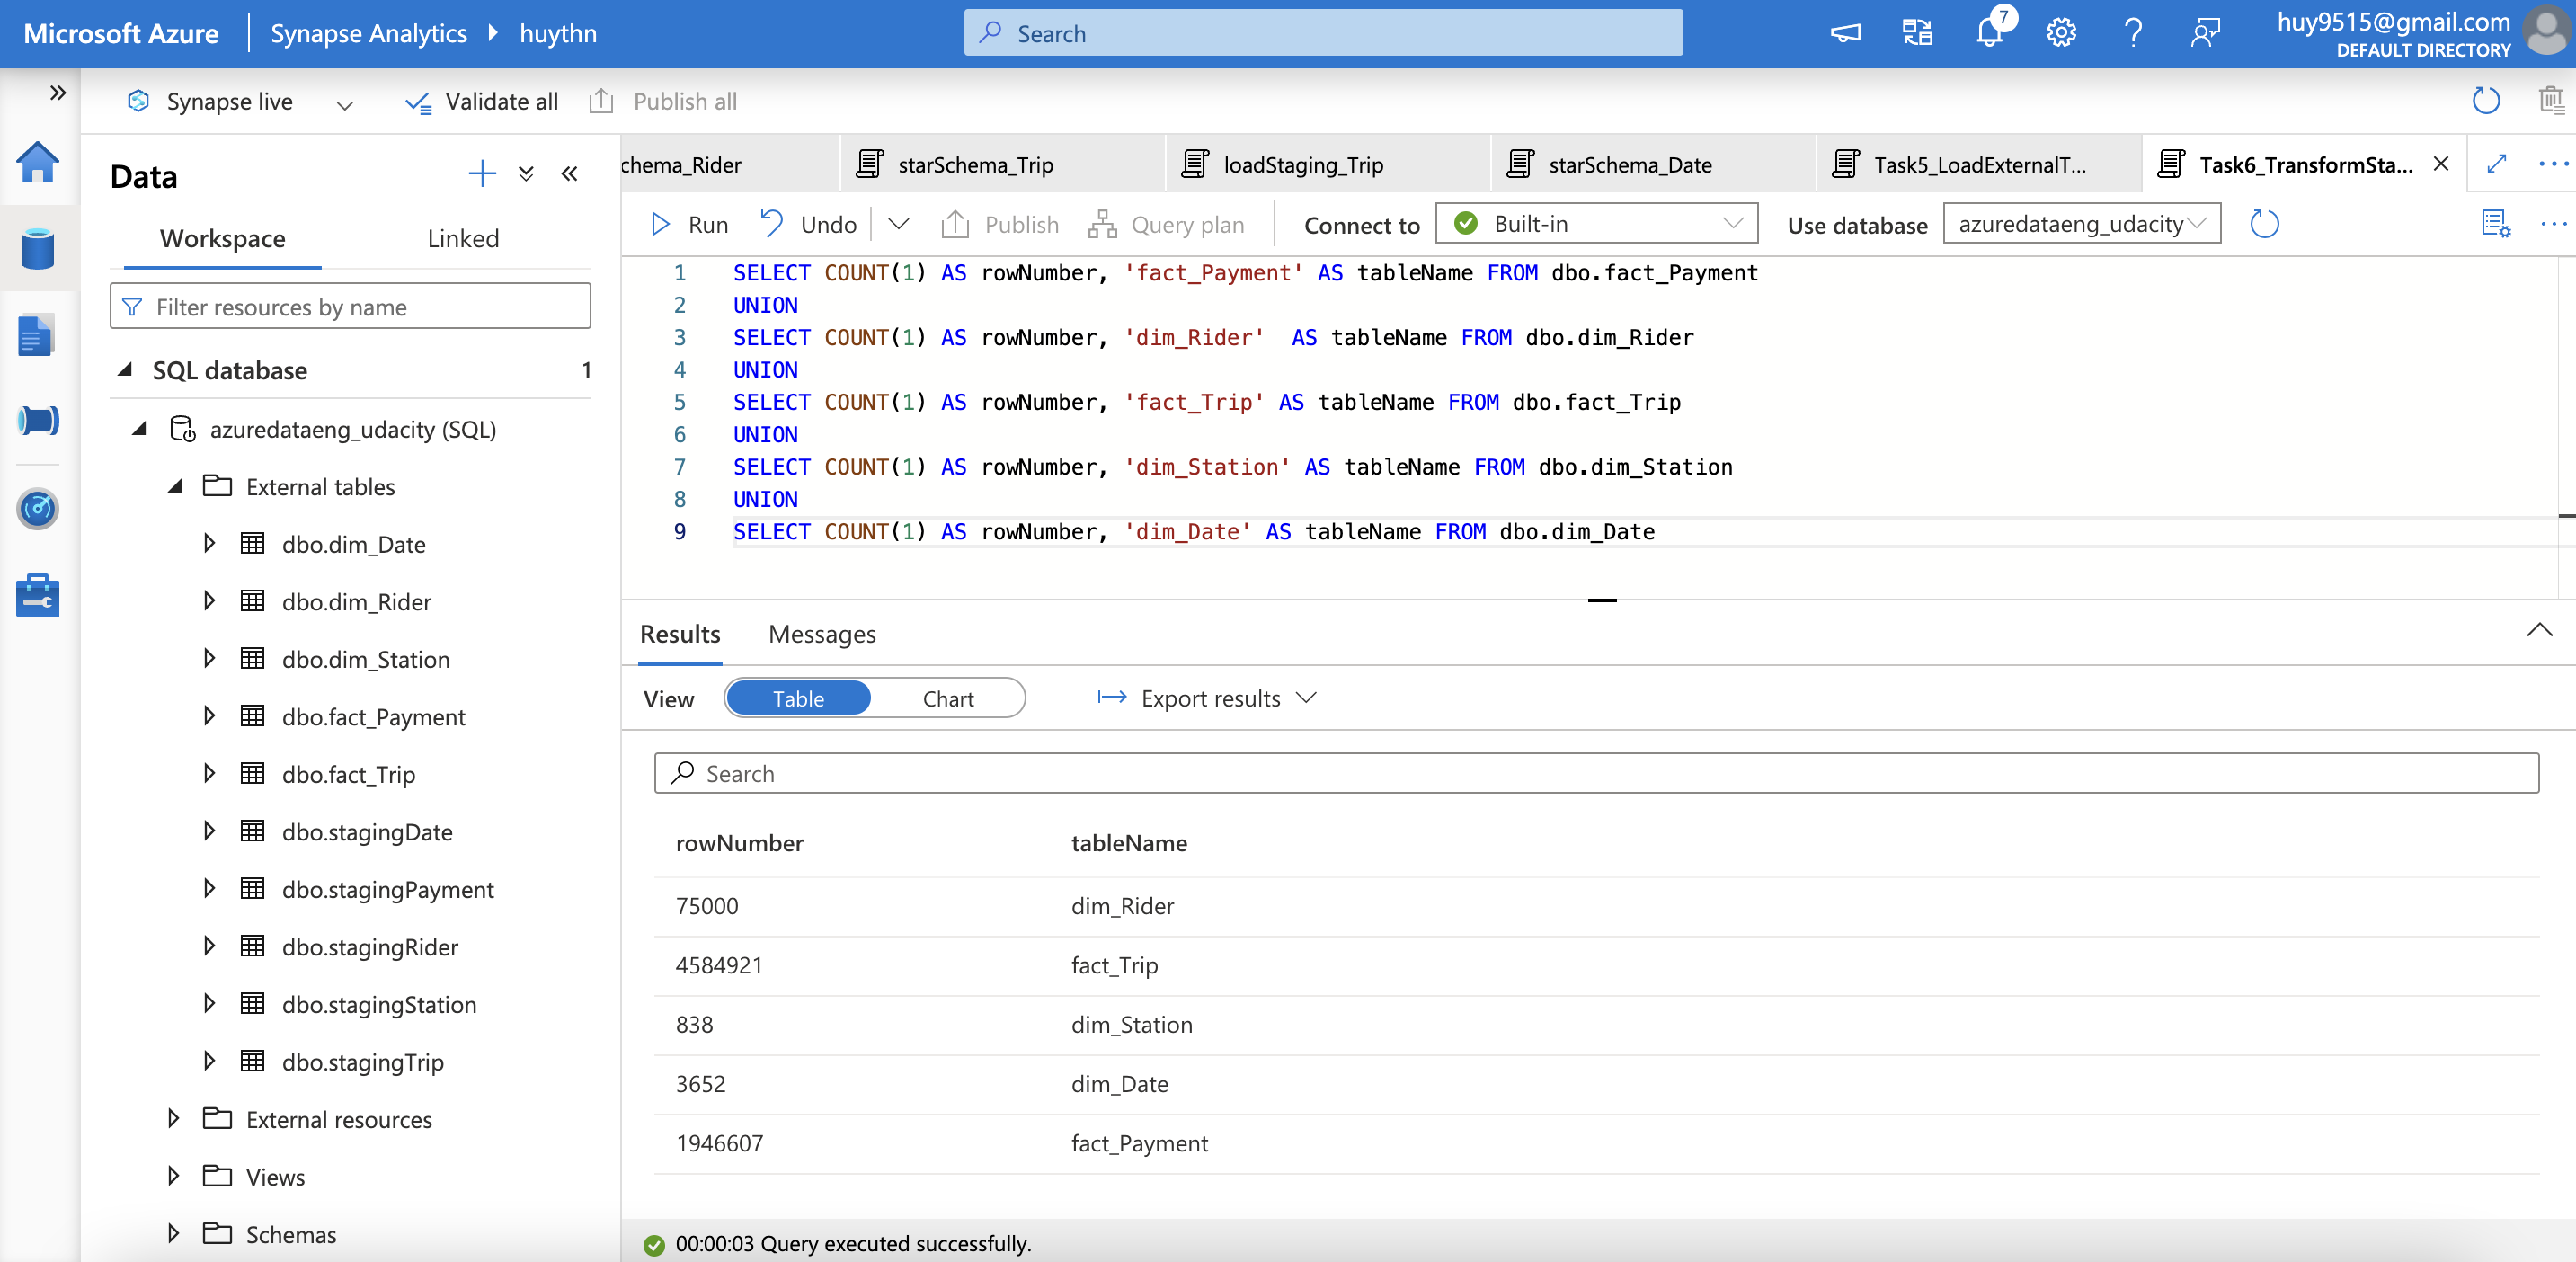 Microsoft Azure
Synapse Analytics
huythn
Search
7
huy9515@gmail.com
DEFAULT DIRECTORY
Synapse live
Validate all
Publish all
Data
Workspace
Linked
Filter resources by name
SQL database
1
azuredataeng_udacity (SQL)
External tables
dbo.dim_Date
dbo.dim_Rider
dbo.dim_Station
dbo.fact_Payment
dbo.fact_Trip
dbo.stagingDate
dbo.stagingPayment
dbo.stagingRider
dbo.stagingStation
dbo.stagingTrip
External resources
Views
Schemas
chema_Rider
starSchema_Trip
loadStaging_Trip
starSchema_Date
Task5_LoadExternalT...
Task6_TransformSta...
Run
Undo
Publish
Query plan
Connect to
Built-in
Use database
azuredataeng_udacity
1 SELECT COUNT(1) AS rowNumber, 'fact_Payment' AS tableName FROM dbo.fact_Payment
2 UNION
3 SELECT COUNT(1) AS rowNumber, 'dim_Rider'  AS tableName FROM dbo.dim_Rider
4 UNION
5 SELECT COUNT(1) AS rowNumber, 'fact_Trip' AS tableName FROM dbo.fact_Trip
6 UNION
7 SELECT COUNT(1) AS rowNumber, 'dim_Station' AS tableName FROM dbo.dim_Station
8 UNION
9 SELECT COUNT(1) AS rowNumber, 'dim_Date' AS tableName FROM dbo.dim_Date
Results
Messages
View
Table
Chart
Export results
Search
rowNumber tableName
75000 dim_Rider
4584921 fact_Trip
838 dim_Station
3652 dim_Date
1946607 fact_Payment
00:00:03 Query executed successfully.